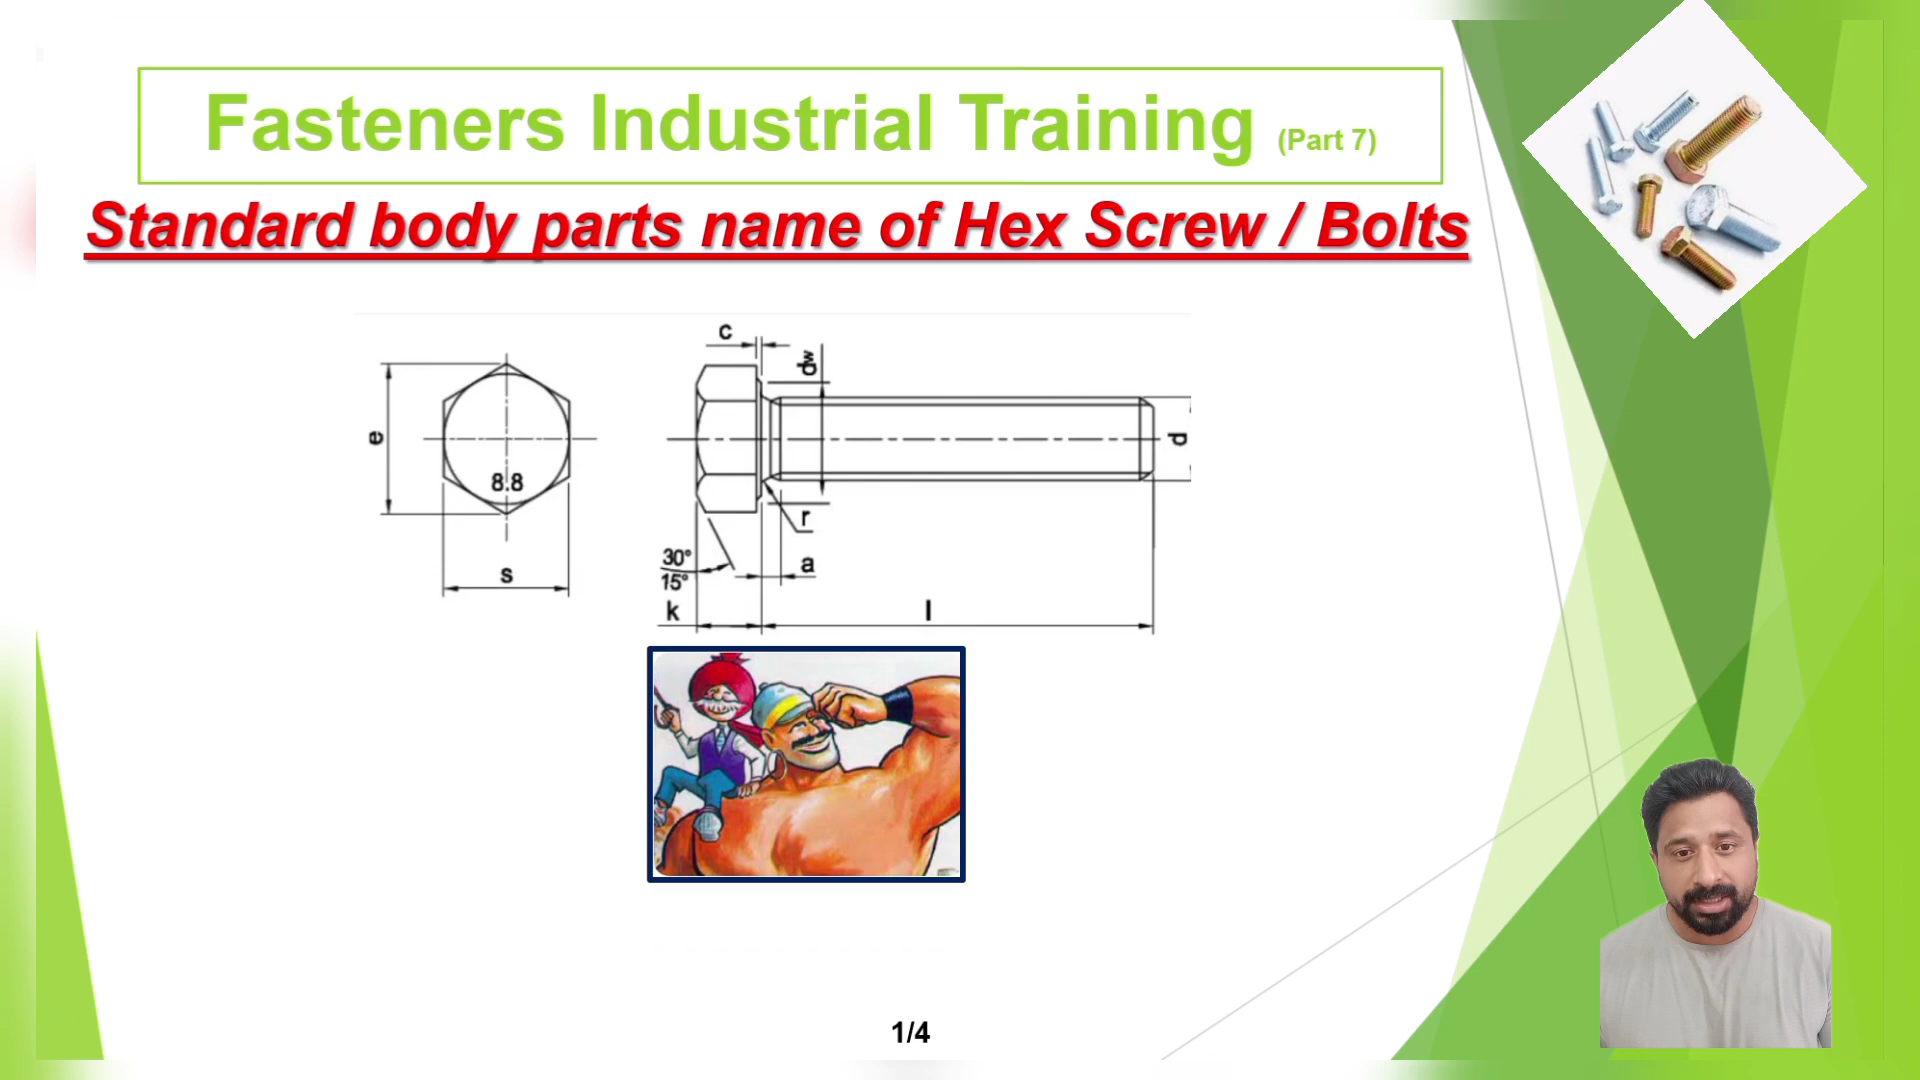 Fasteners Industrial Training (Part 7)
Standard body parts name of Hex Screw / Bolts
c
dw
e
d
8.8
r
30°
15°
a
s
k
l
1/4